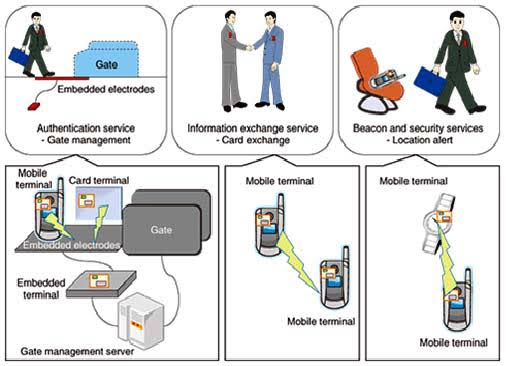 Gate
Embedded electrodes
Authentication service
- Gate management
Information exchange service
- Card exchange
Beacon and security services
- Location alert
Mobile
terminal
Card terminal
Embedded electrodes
Gate
Embedded
terminal
Gate management server
Mobile terminal
Mobile terminal
Mobile terminal
Mobile terminal